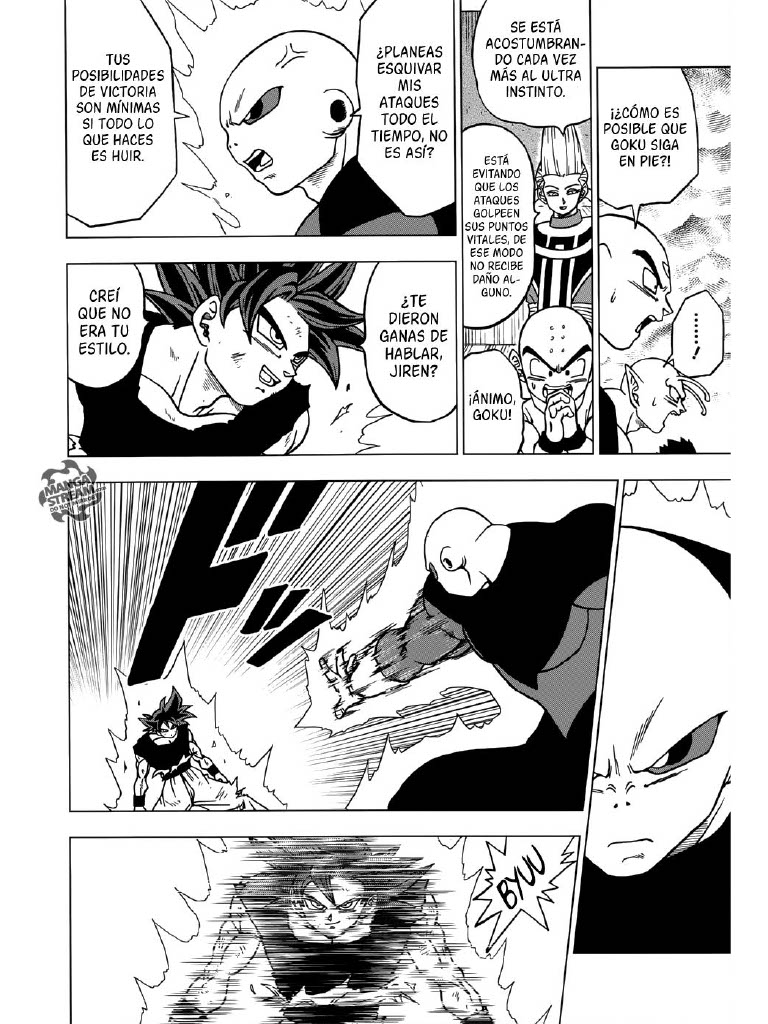 ¡¿CÓMO ES
POSIBLE QUE
GOKU SIGA
EN PIE?!
.......
SE ESTÁ
ACOSTUMBRAN-
DO CADA VEZ
MÁS AL ULTRA
INSTINTO.
ESTÁ
EVITANDO
QUE LOS
ATAQUES
GOLPEEN
SUS PUNTOS
VITALES, DE
ESE MODO
NO RECIBE
DAÑO AL-
GUNO.
¡ÁNIMO,
GOKU!
¿PLANEAS
ESQUIVAR
MIS
ATAQUES
TODO EL
TIEMPO, NO
ES ASÍ?
TUS
POSIBILIDADES
DE VICTORIA
SON MÍNIMAS
SI TODO LO
QUE HACES
ES HUIR.
¿TE
DIERON
GANAS DE
HABLAR,
JIREN?
CREÍ
QUE NO
ERA TU
ESTILO.
MANGA
STREAM
ドドド
BYUU